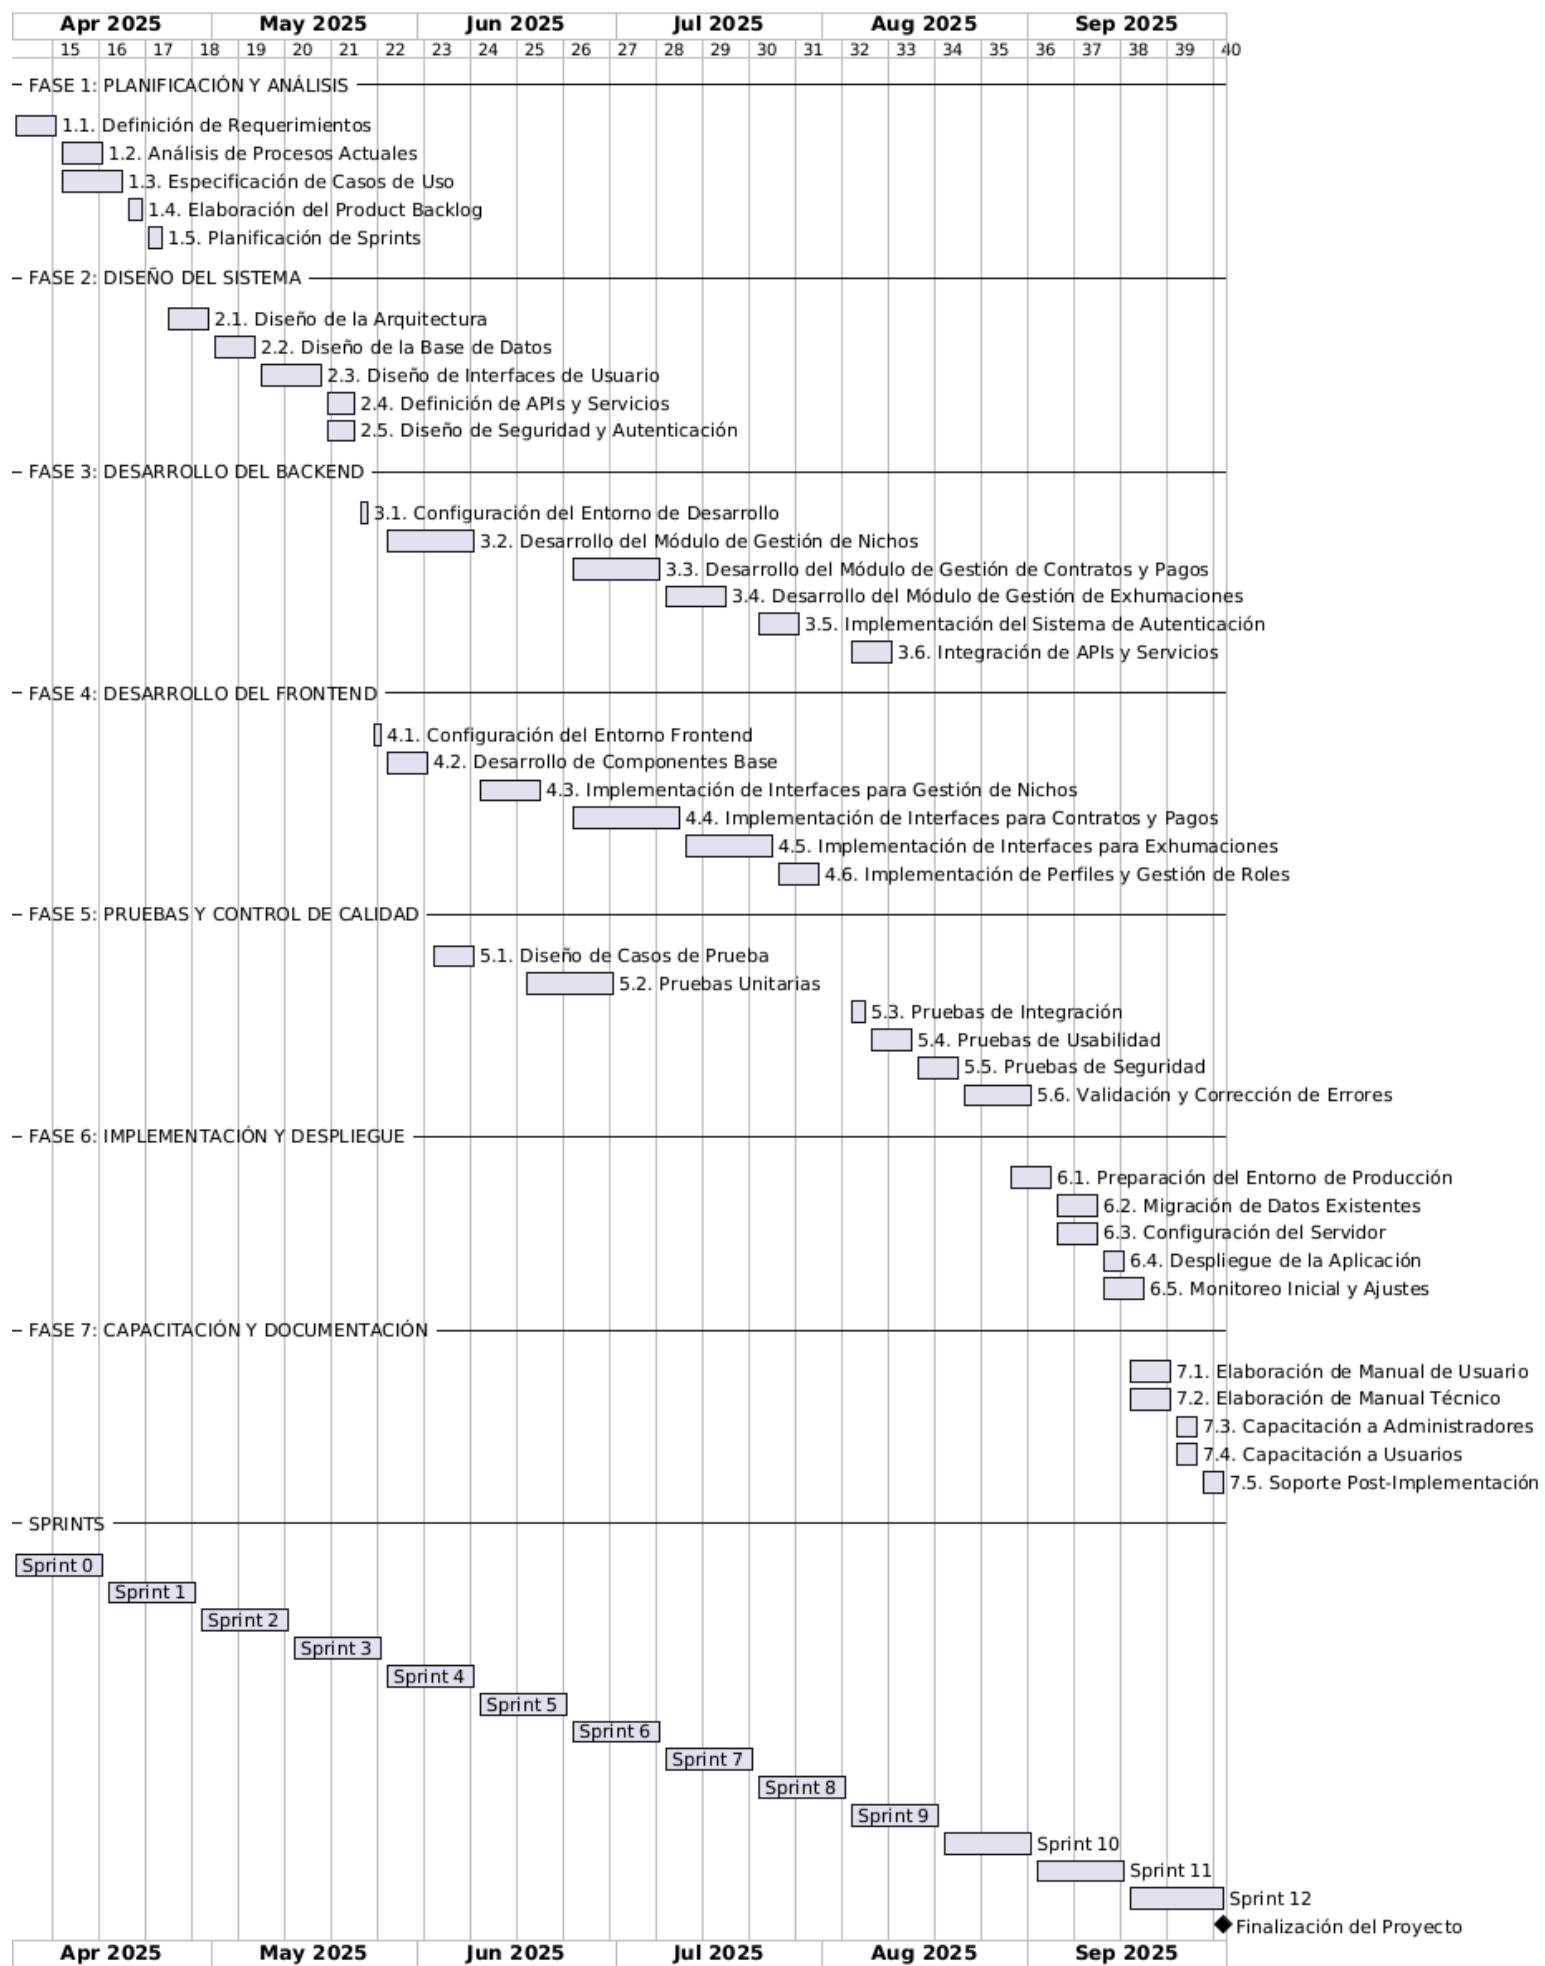 Apr 2025 May 2025 Jun 2025 Jul 2025 Aug 2025 Sep 2025
15 16 17 18 19 20 21 22 23 24 25 26 27 28 29 30 31 32 33 34 35 36 37 38 39 40
FASE 1: PLANIFICACIÓN Y ANÁLISIS
1.1. Definición de Requerimientos
1.2. Análisis de Procesos Actuales
1.3. Especificación de Casos de Uso
1.4. Elaboración del Product Backlog
1.5. Planificación de Sprints
FASE 2: DISEÑO DEL SISTEMA
2.1. Diseño de la Arquitectura
2.2. Diseño de la Base de Datos
2.3. Diseño de Interfaces de Usuario
2.4. Definición de APIs y Servicios
2.5. Diseño de Seguridad y Autenticación
FASE 3: DESARROLLO DEL BACKEND
3.1. Configuración del Entorno de Desarrollo
3.2. Desarrollo del Módulo de Gestión de Nichos
3.3. Desarrollo del Módulo de Gestión de Contratos y Pagos
3.4. Desarrollo del Módulo de Gestión de Exhumaciones
3.5. Implementación del Sistema de Autenticación
3.6. Integración de APIs y Servicios
FASE 4: DESARROLLO DEL FRONTEND
4.1. Configuración del Entorno Frontend
4.2. Desarrollo de Componentes Base
4.3. Implementación de Interfaces para Gestión de Nichos
4.4. Implementación de Interfaces para Contratos y Pagos
4.5. Implementación de Interfaces para Exhumaciones
4.6. Implementación de Perfiles y Gestión de Roles
FASE 5: PRUEBAS Y CONTROL DE CALIDAD
5.1. Diseño de Casos de Prueba
5.2. Pruebas Unitarias
5.3. Pruebas de Integración
5.4. Pruebas de Usabilidad
5.5. Pruebas de Seguridad
5.6. Validación y Corrección de Errores
FASE 6: IMPLEMENTACIÓN Y DESPLIEGUE
6.1. Preparación del Entorno de Producción
6.2. Migración de Datos Existentes
6.3. Configuración del Servidor
6.4. Despliegue de la Aplicación
6.5. Monitoreo Inicial y Ajustes
FASE 7: CAPACITACIÓN Y DOCUMENTACIÓN
7.1. Elaboración de Manual de Usuario
7.2. Elaboración de Manual Técnico
7.3. Capacitación a Administradores
7.4. Capacitación a Usuarios
7.5. Soporte Post-Implementación
SPRINTS
Sprint 0
Sprint 1
Sprint 2
Sprint 3
Sprint 4
Sprint 5
Sprint 6
Sprint 7
Sprint 8
Sprint 9
Sprint 10
Sprint 11
Sprint 12
Finalización del Proyecto
Apr 2025 May 2025 Jun 2025 Jul 2025 Aug 2025 Sep 2025